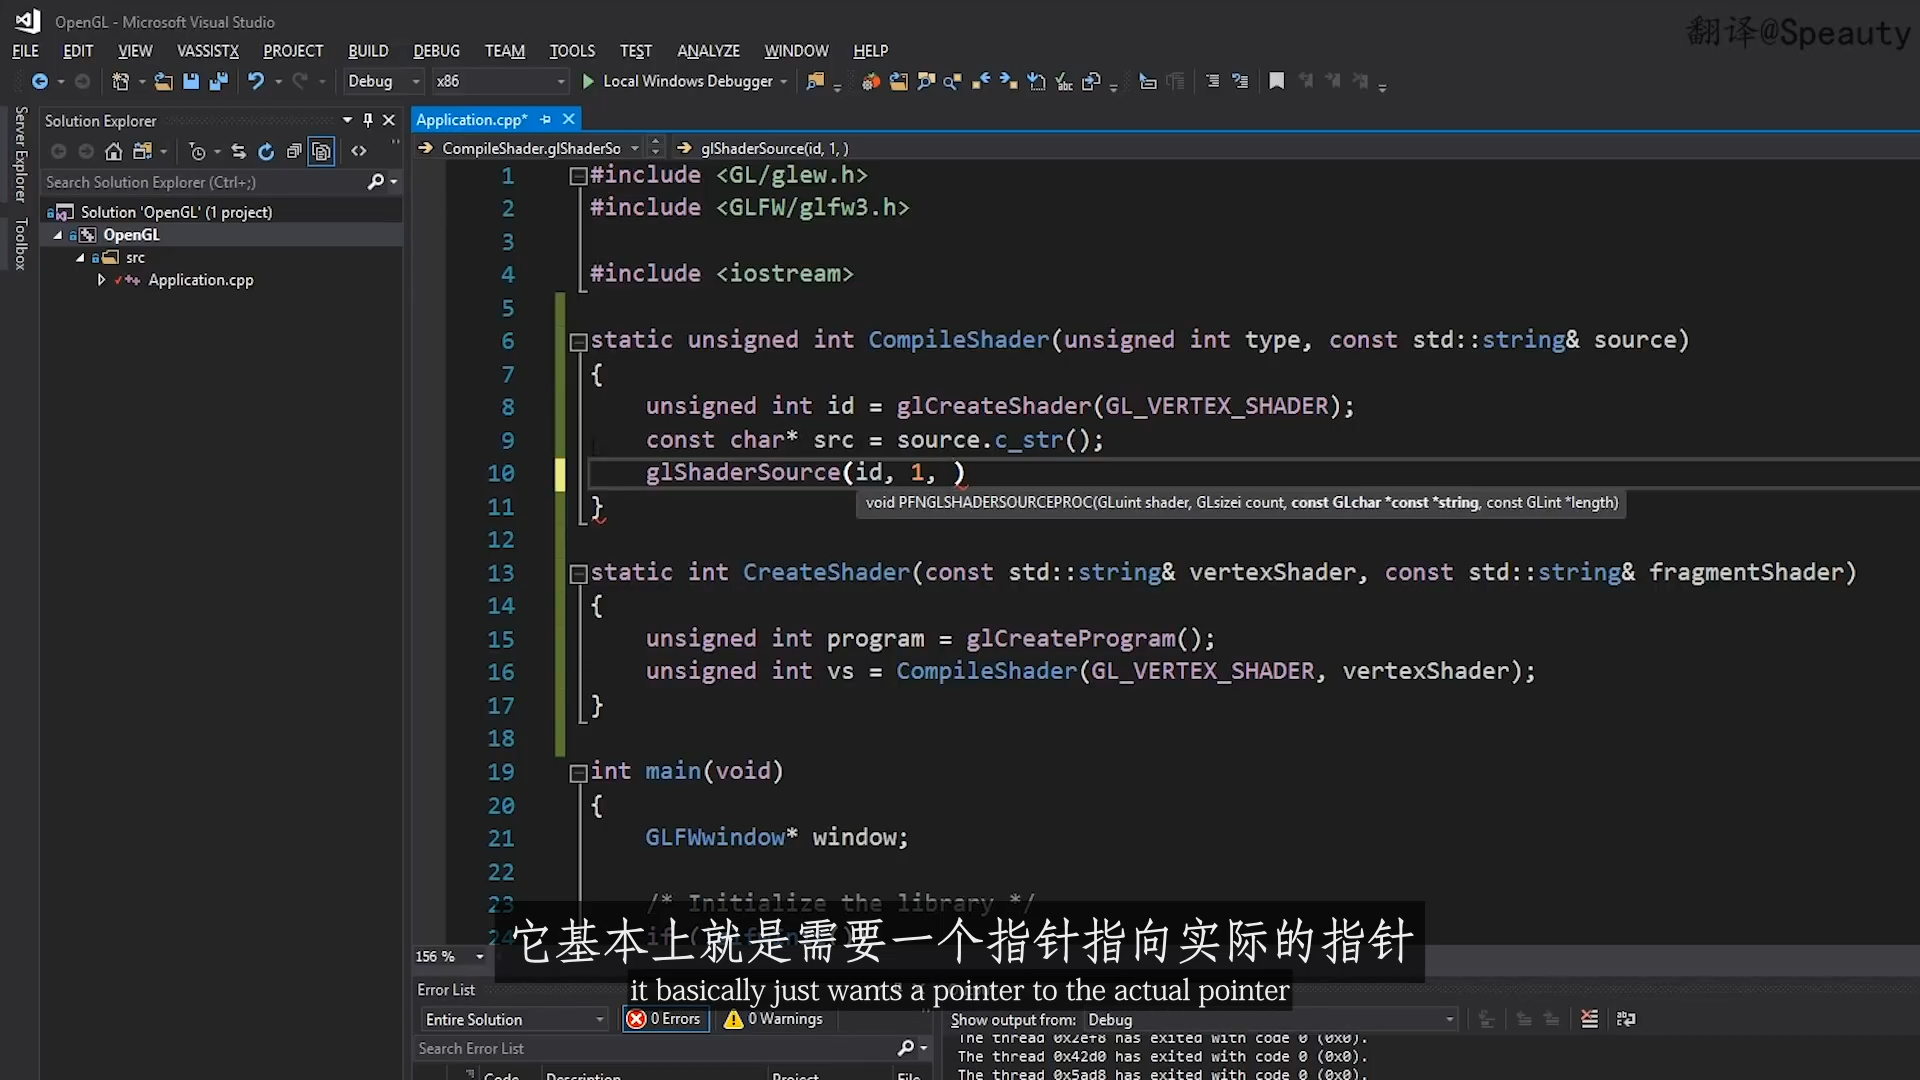 OpenGL - Microsoft Visual Studio
翻译@Speauty
FILE EDIT VIEW VASSISTX PROJECT BUILD DEBUG TEAM TOOLS TEST ANALYZE WINDOW HELP
Debug x86 Local Windows Debugger
Server Explorer
Toolbox
Solution Explorer
Search Solution Explorer (Ctrl+;)
Solution 'OpenGL' (1 project)
OpenGL
src
Application.cpp
Application.cpp*
CompileShader.glShaderSo glShaderSource(id, 1, )
1 #include <GL/glew.h>
2 #include <GLFW/glfw3.h>
3
4 #include <iostream>
5
6 static unsigned int CompileShader(unsigned int type, const std::string& source)
7 {
8 unsigned int id = glCreateShader(GL_VERTEX_SHADER);
9 const char* src = source.c_str();
10 glShaderSource(id, 1, )
void PFNGLSHADERSOURCEPROC(GLuint shader, GLsizei count, const GLchar *const *string, const GLint *length)
11 }
12
13 static int CreateShader(const std::string& vertexShader, const std::string& fragmentShader)
14 {
15 unsigned int program = glCreateProgram();
16 unsigned int vs = CompileShader(GL_VERTEX_SHADER, vertexShader);
17 }
18
19 int main(void)
20 {
21 GLFWwindow* window;
22
23 /* Initialize the library */
24
它基本上就是需要一个指针指向实际的指针
it basically just wants a pointer to the actual pointer
156 %
Error List
Entire Solution 0 Errors 0 Warnings
Search Error List
Code Description Project File
Show output from: Debug
The thread 0x2ef8 has exited with code 0 (0x0).
The thread 0x42d0 has exited with code 0 (0x0).
The thread 0x5ad8 has exited with code 0 (0x0).